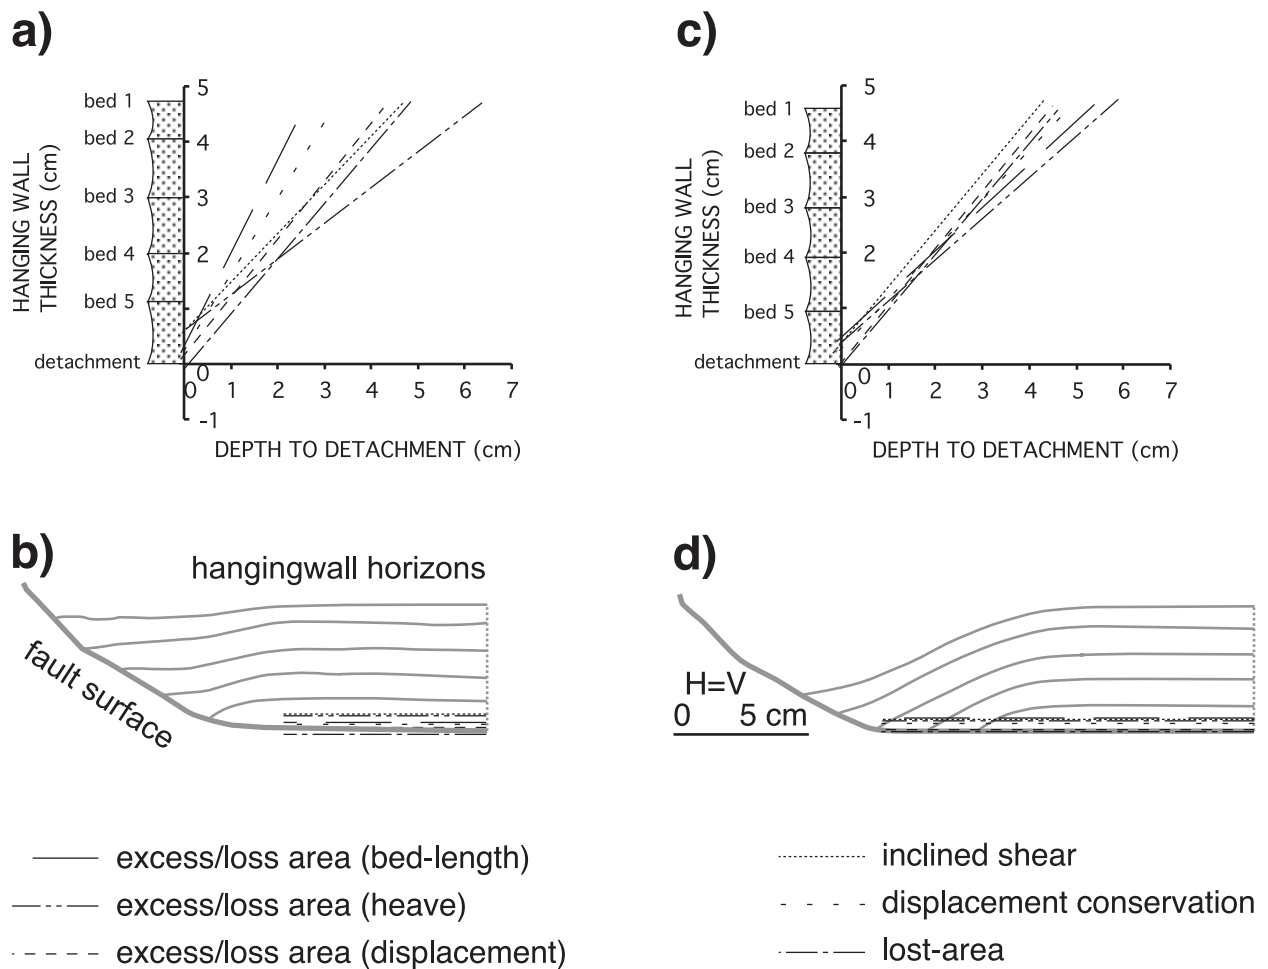 a)
HANGING WALL
THICKNESS (cm)
bed 1
bed 2
bed 3
bed 4
bed 5
detachment
5
4
3
2
0
-1
0 1 2 3 4 5 6 7
DEPTH TO DETACHMENT (cm)
c)
HANGING WALL
THICKNESS (cm)
bed 1
bed 2
bed 3
bed 4
bed 5
detachment
5
4
3
2
0
-1
0 1 2 3 4 5 6 7
DEPTH TO DETACHMENT (cm)
b)
hangingwall horizons
fault surface
d)
H=V
0 5 cm
excess/loss area (bed-length)
excess/loss area (heave)
excess/loss area (displacement)
inclined shear
displacement conservation
lost-area